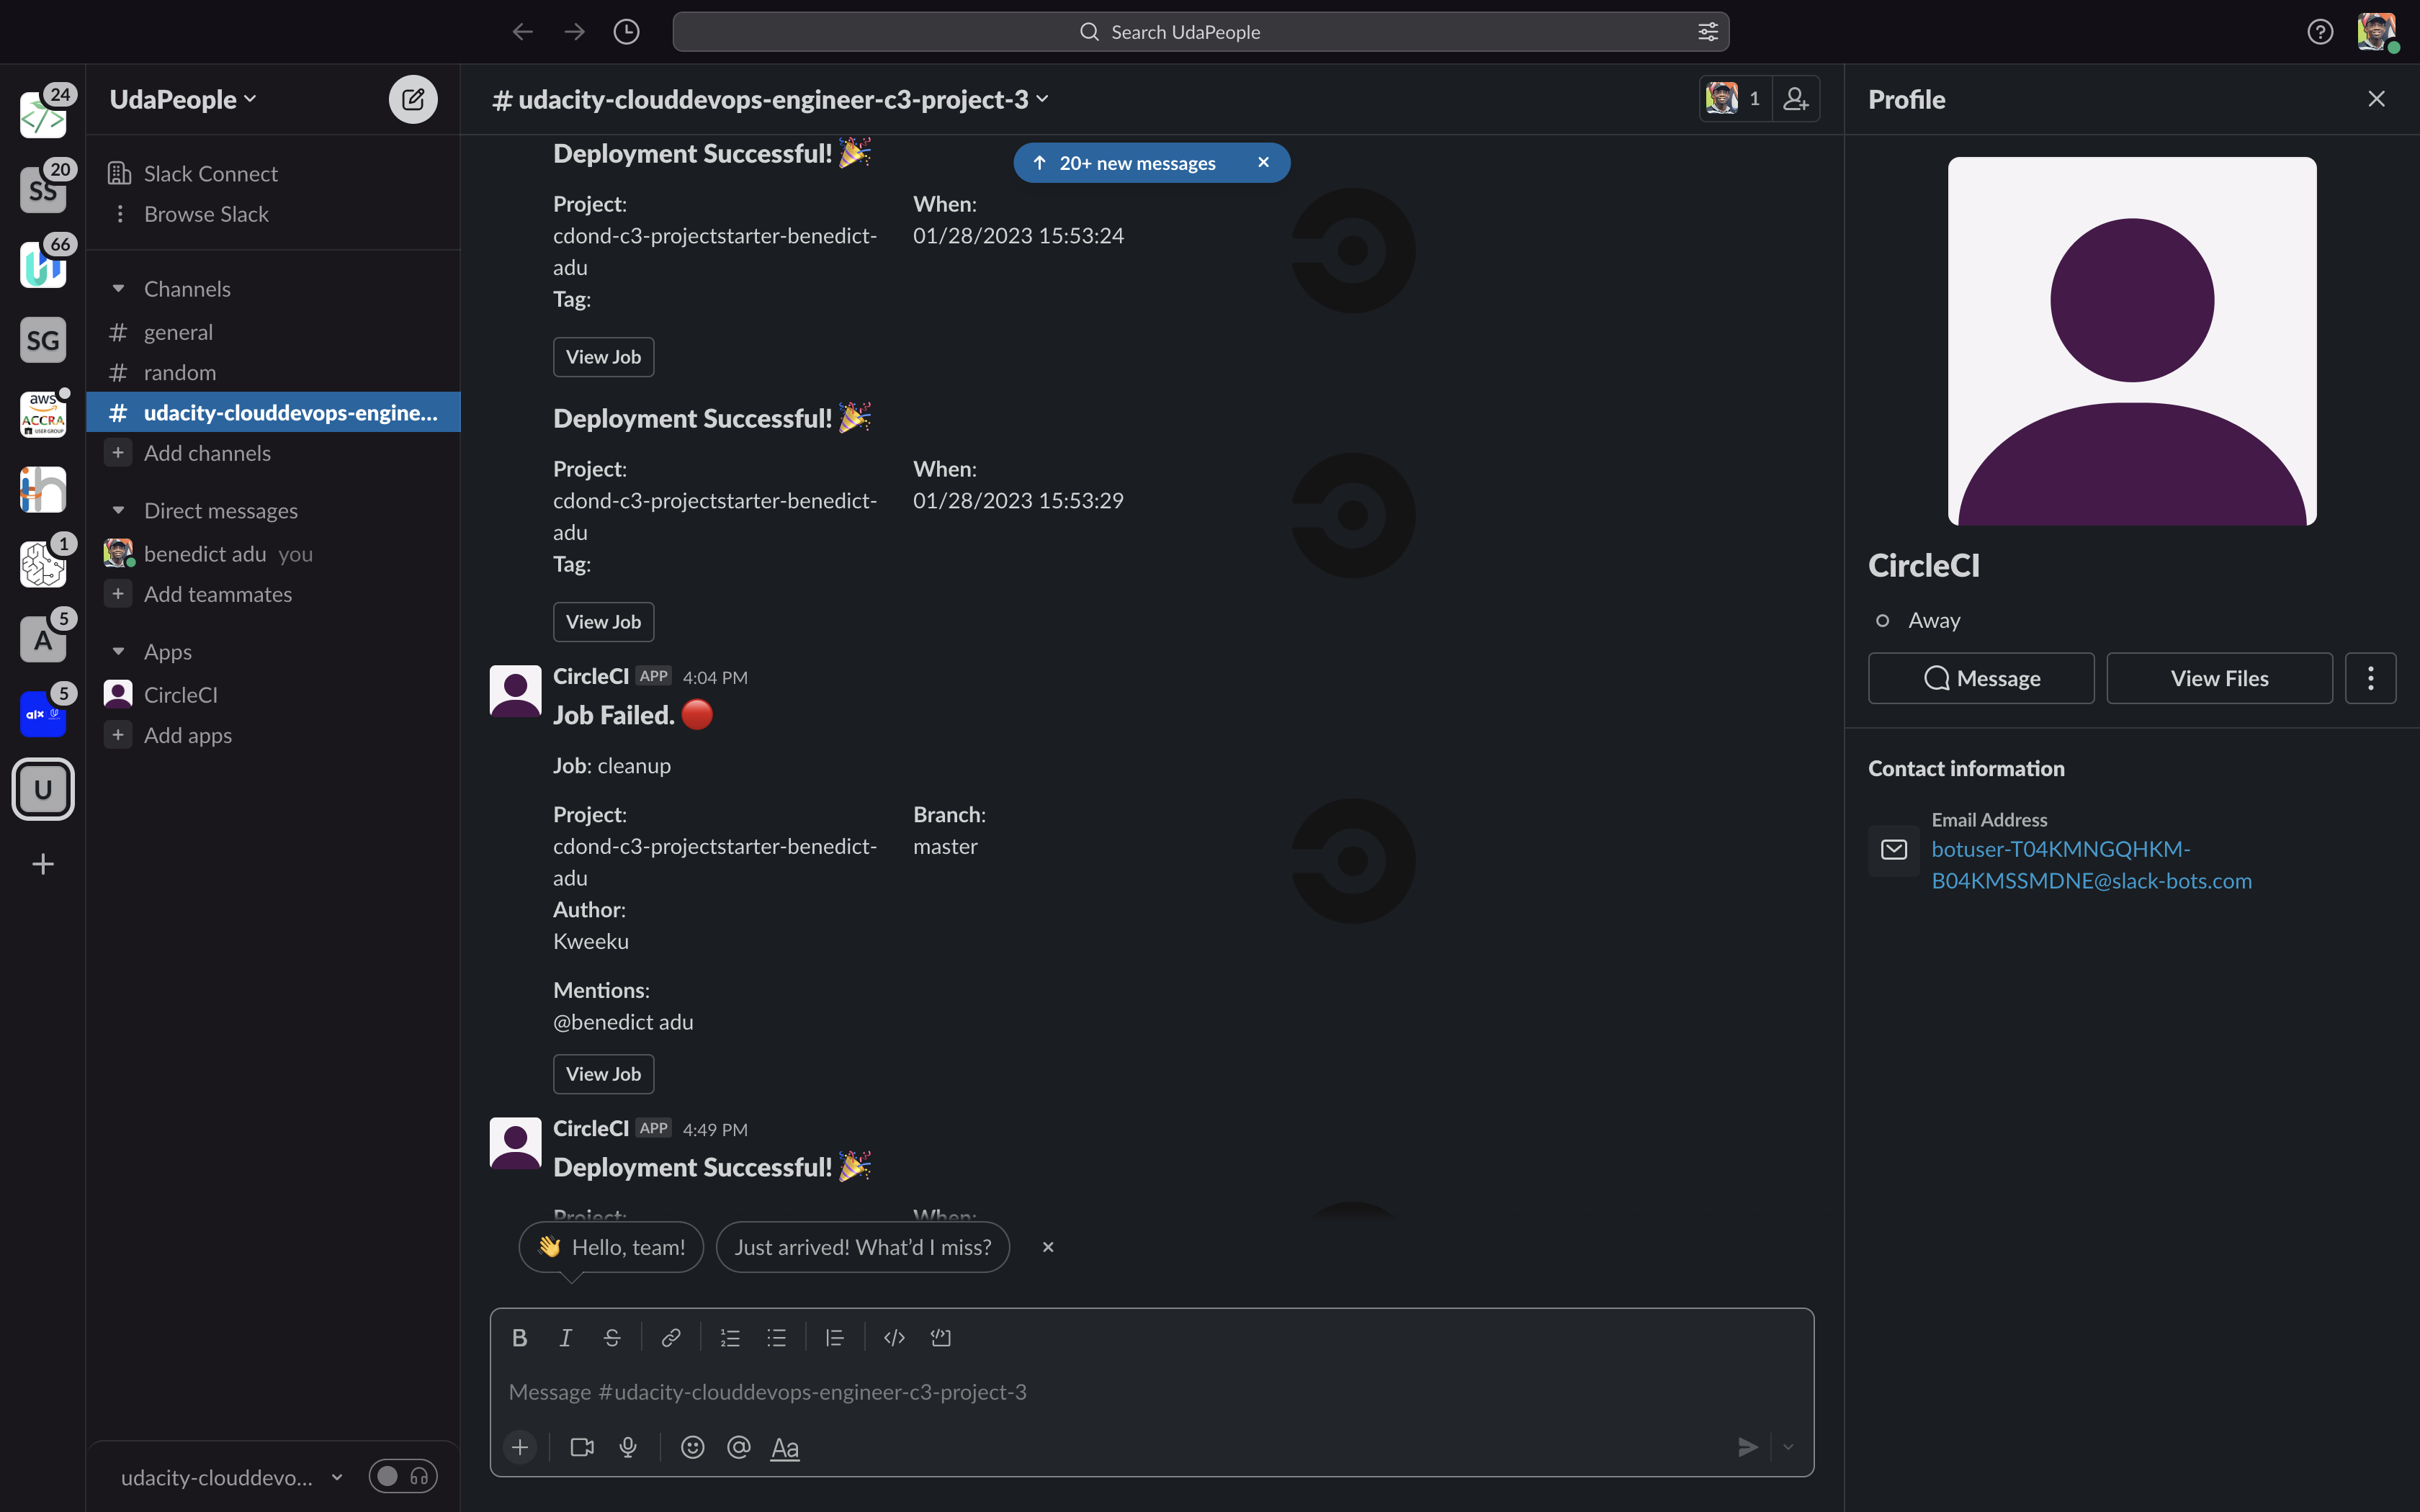 Search UdaPeople
24
20
SS
66
SG
aws
ACCRA
USER GROUP
1
5
A
5
alx
U
UdaPeople
Slack Connect
Browse Slack
Channels
# general
# random
# udacity-clouddevops-engine...
+ Add channels
Direct messages
benedict adu you
+ Add teammates
Apps
CircleCI
+ Add apps
udacity-clouddevo...
# udacity-clouddevops-engineer-c3-project-3
1
20+ new messages
Deployment Successful! 🎉
Project: When:
cdond-c3-projectstarter-benedict- 01/28/2023 15:53:24
adu
Tag:
View Job
Deployment Successful! 🎉
Project: When:
cdond-c3-projectstarter-benedict- 01/28/2023 15:53:29
adu
Tag:
View Job
CircleCI APP 4:04 PM
Job Failed. 🔴
Job: cleanup
Project: Branch:
cdond-c3-projectstarter-benedict- master
adu
Author:
Kweeku
Mentions:
@benedict adu
View Job
CircleCI APP 4:49 PM
Deployment Successful! 🎉
Project: When:
👋 Hello, team! Just arrived! What'd I miss?
B I S
Message #udacity-clouddevops-engineer-c3-project-3
Aa
Profile
CircleCI
Away
Message View Files
Contact information
Email Address
botuser-T04KMNGQHKM-
B04KMSSMDNE@slack-bots.com